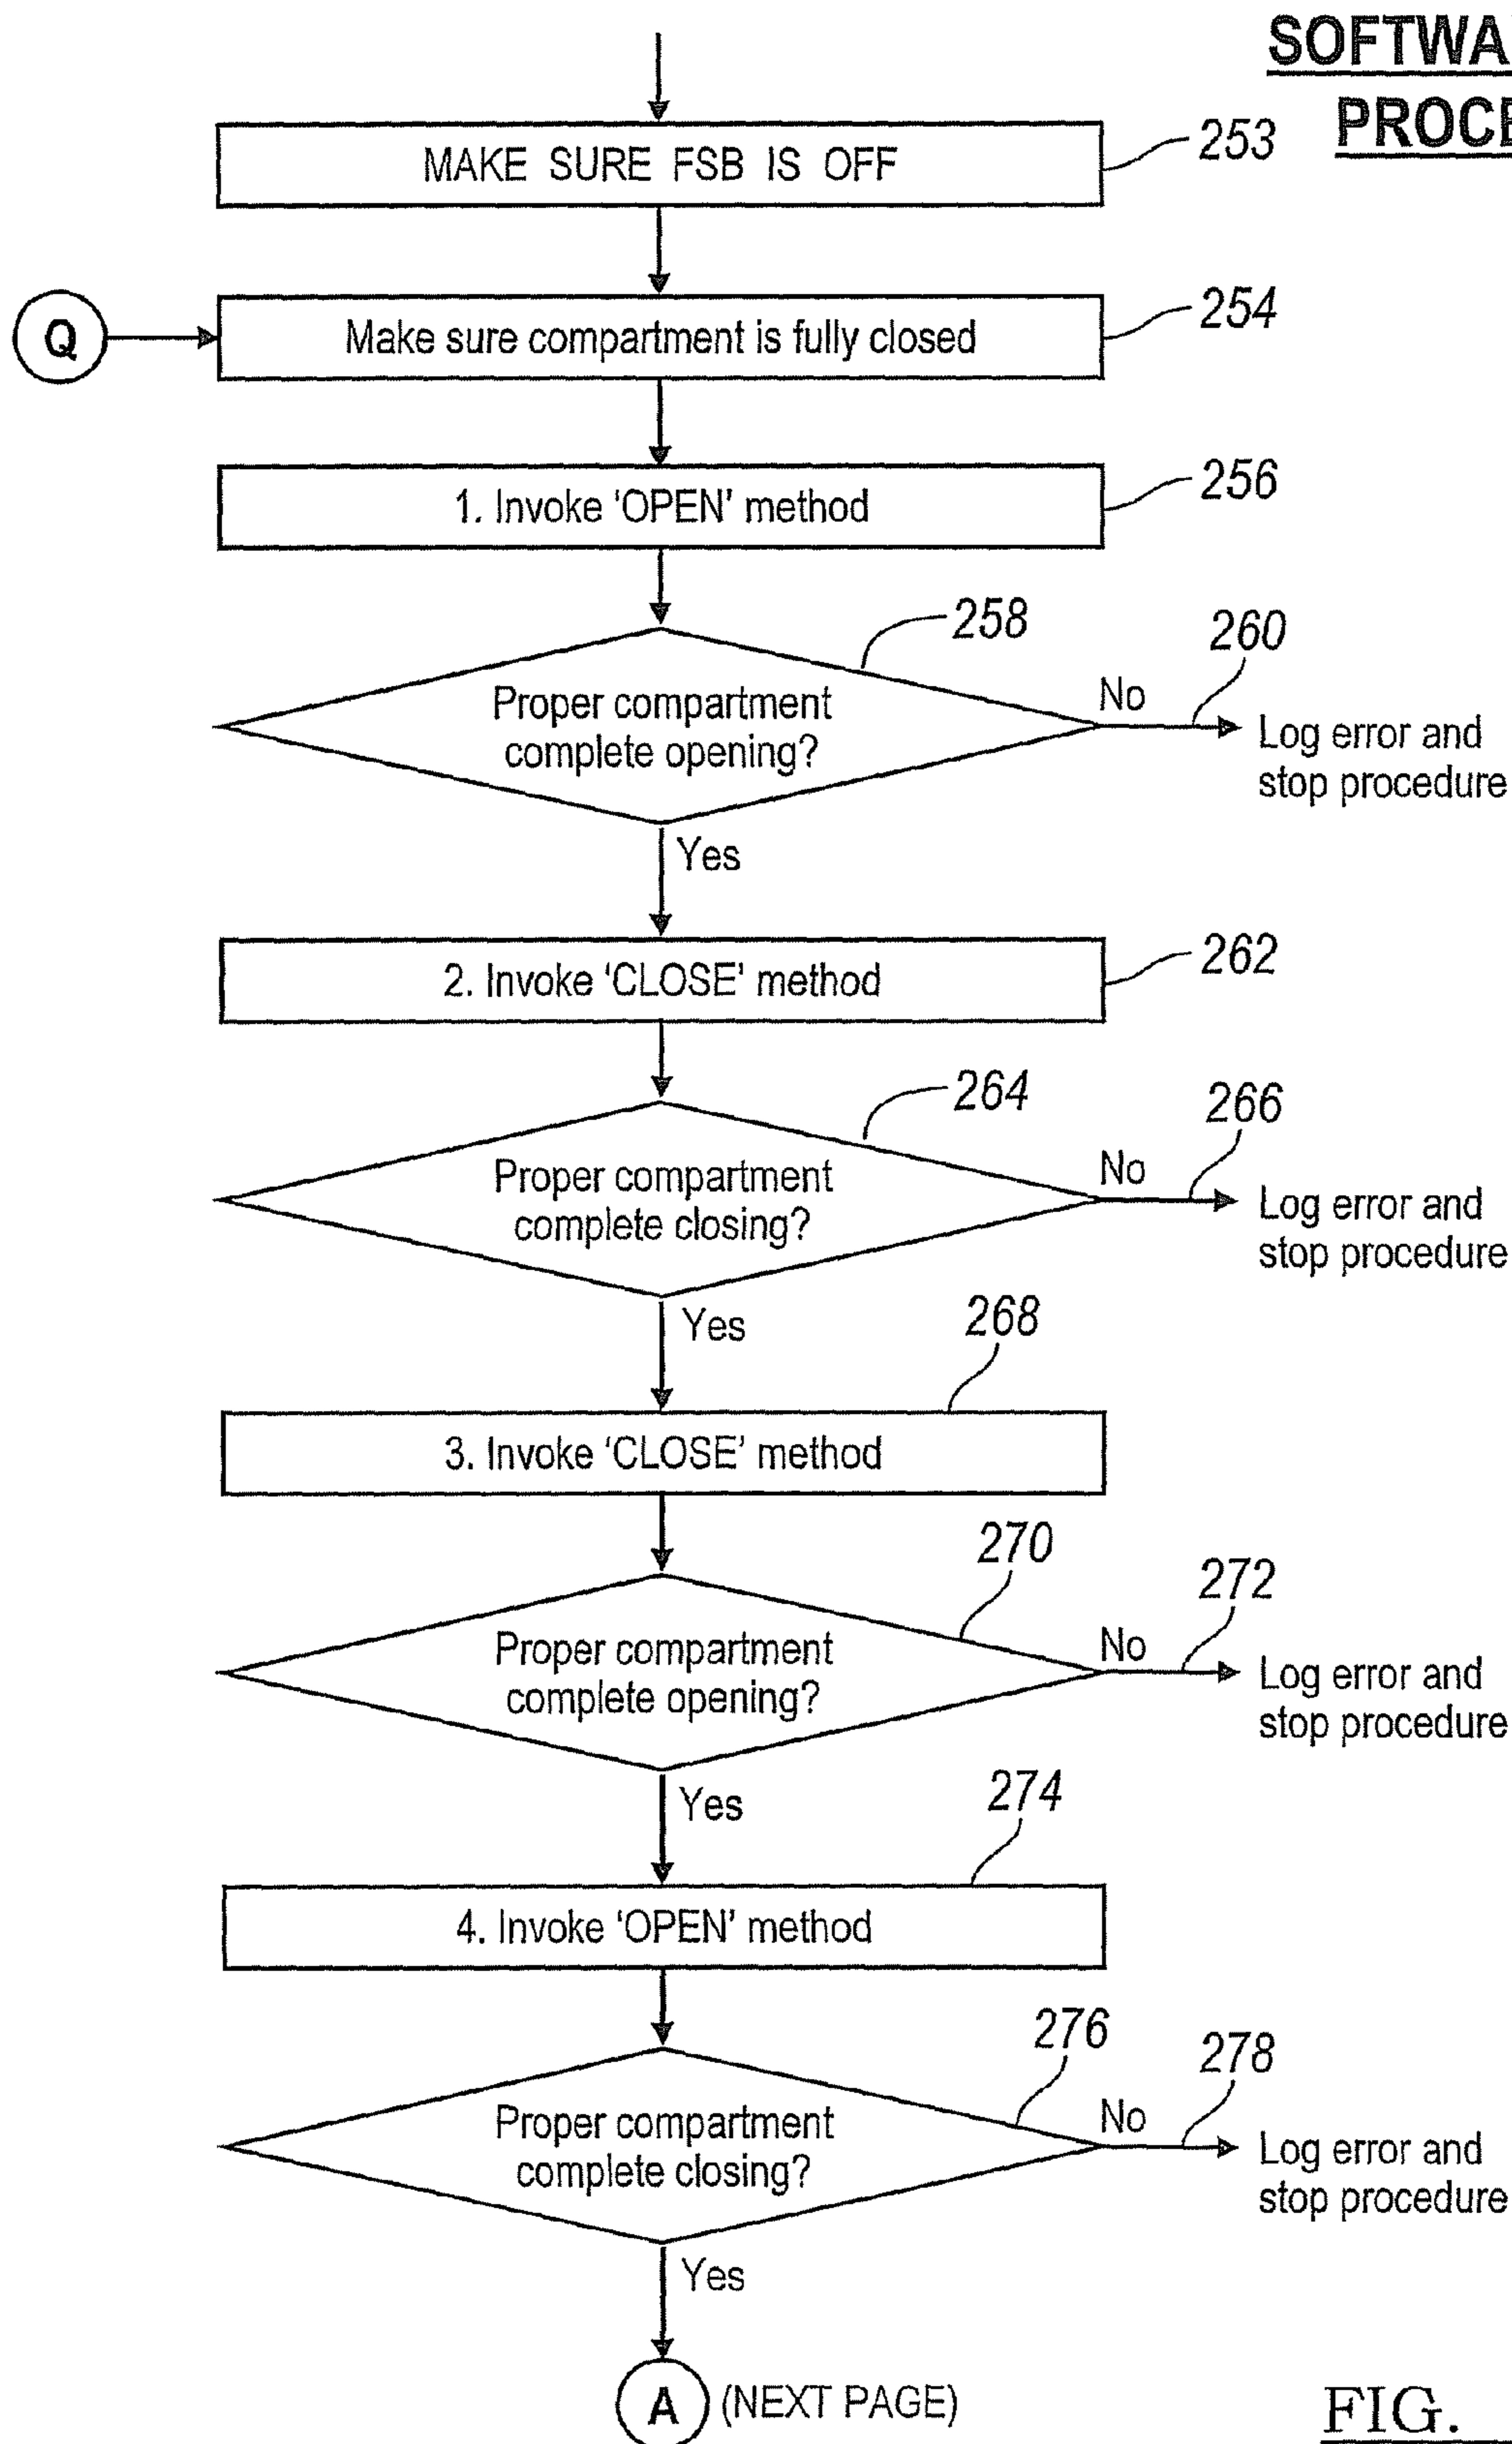 SOFTWA
PROCE
MAKE SURE FSB IS OFF
253
Q
Make sure compartment is fully closed
254
1. Invoke 'OPEN' method
256
258
Proper compartment
complete opening?
No
260
Log error and
stop procedure
Yes
2. Invoke 'CLOSE' method
262
264
Proper compartment
complete closing?
No
266
Log error and
stop procedure
Yes
268
3. Invoke 'CLOSE' method
270
Proper compartment
complete opening?
No
272
Log error and
stop procedure
Yes
274
4. Invoke 'OPEN' method
276
Proper compartment
complete closing?
No
278
Log error and
stop procedure
Yes
A (NEXT PAGE)
FIG.